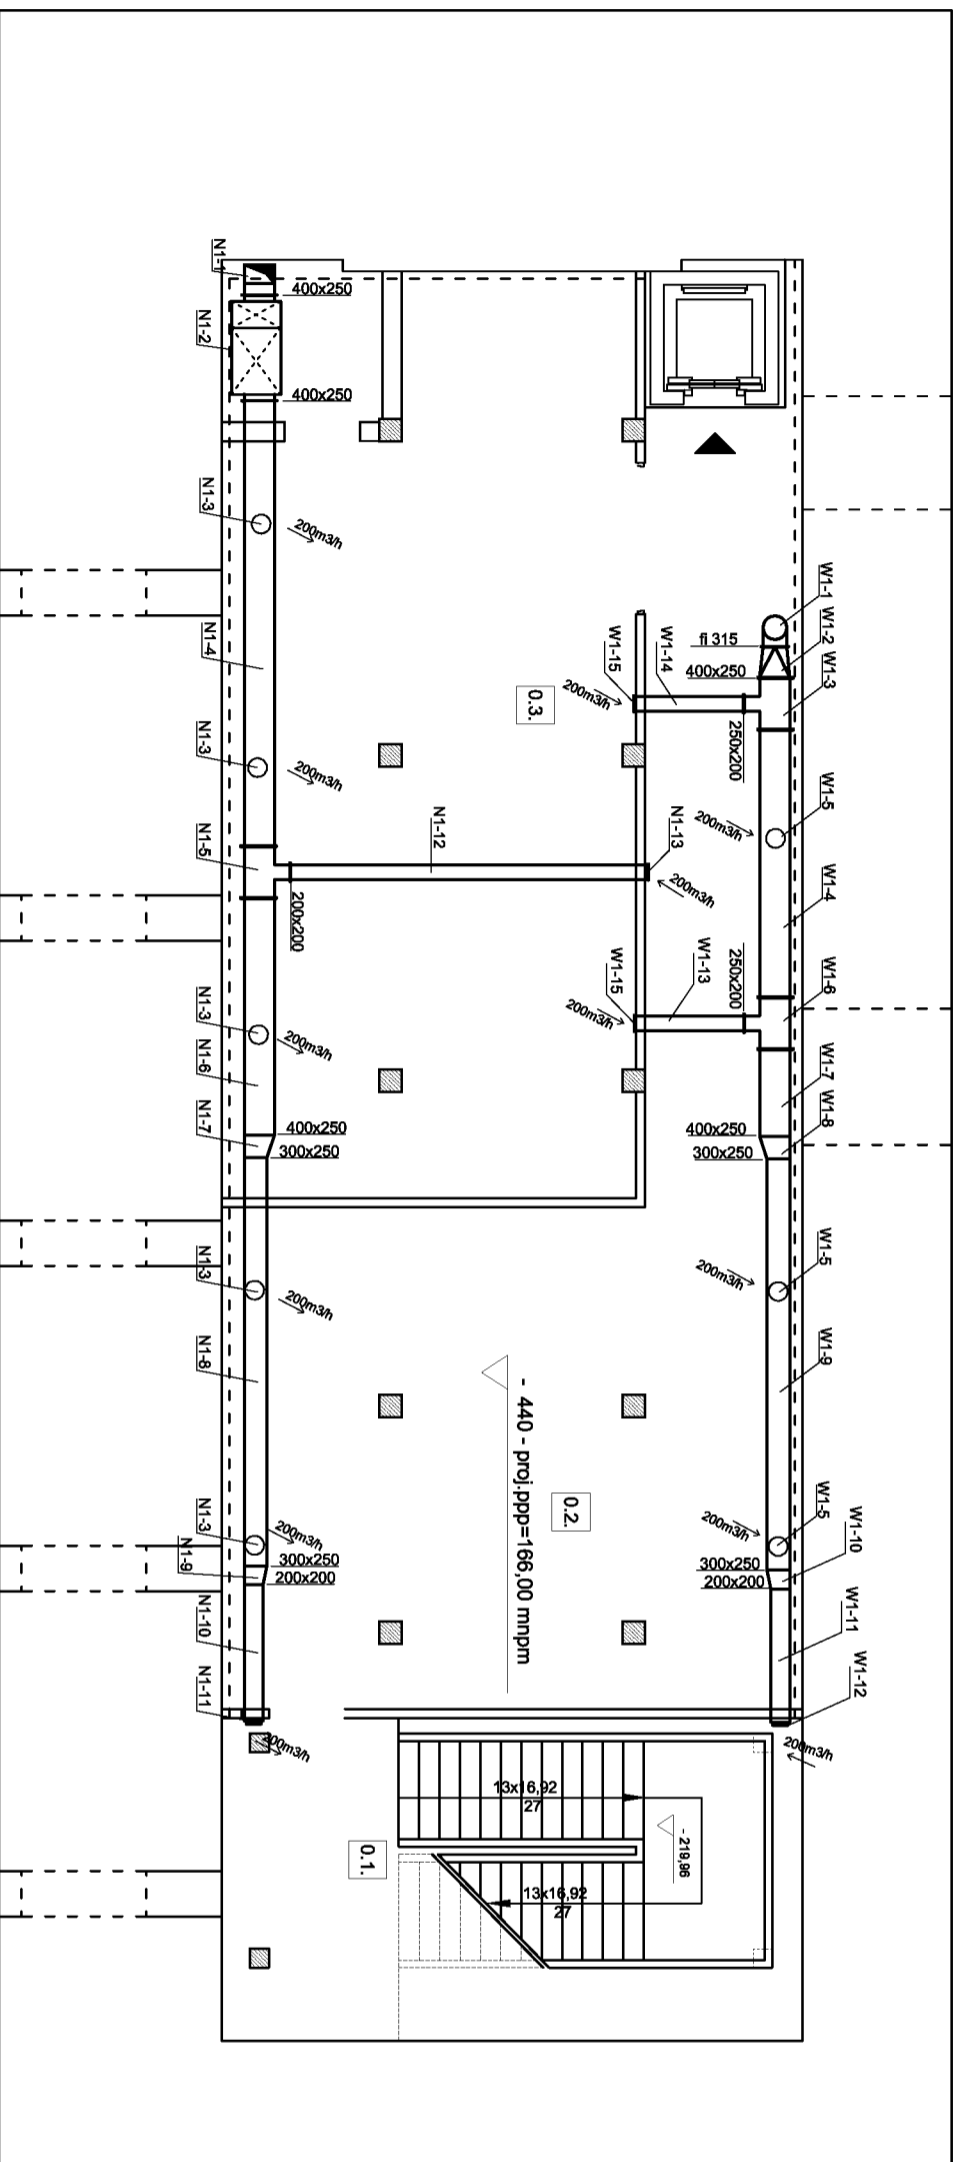 N1-1
400x250
N1-2
400x250
N1-3
200m3/h
W1-1
W1-2
W1-3
fi 315
400x250
W1-14
W1-15
200m3/h
250x200
N1-4
0.3.
N1-3
200m3/h
W1-5
200m3/h
W1-4
N1-5
N1-12
N1-13
200m3/h
200x200
W1-13
250x200
W1-6
W1-15
200m3/h
N1-3
200m3/h
N1-6
W1-7
N1-7
400x250
300x250
W1-8
400x250
300x250
N1-3
200m3/h
W1-5
200m3/h
N1-8
W1-9
- 440 - proj.ppp=166,00 mnpm
0.2.
N1-3
200m3/h
N1-9
300x250
200x200
W1-5
200m3/h
W1-10
300x250
200x200
N1-10
W1-11
N1-11
200m3/h
W1-12
200m3/h
13x16,92
27
- 219,96
0.1.
13x16,92
27